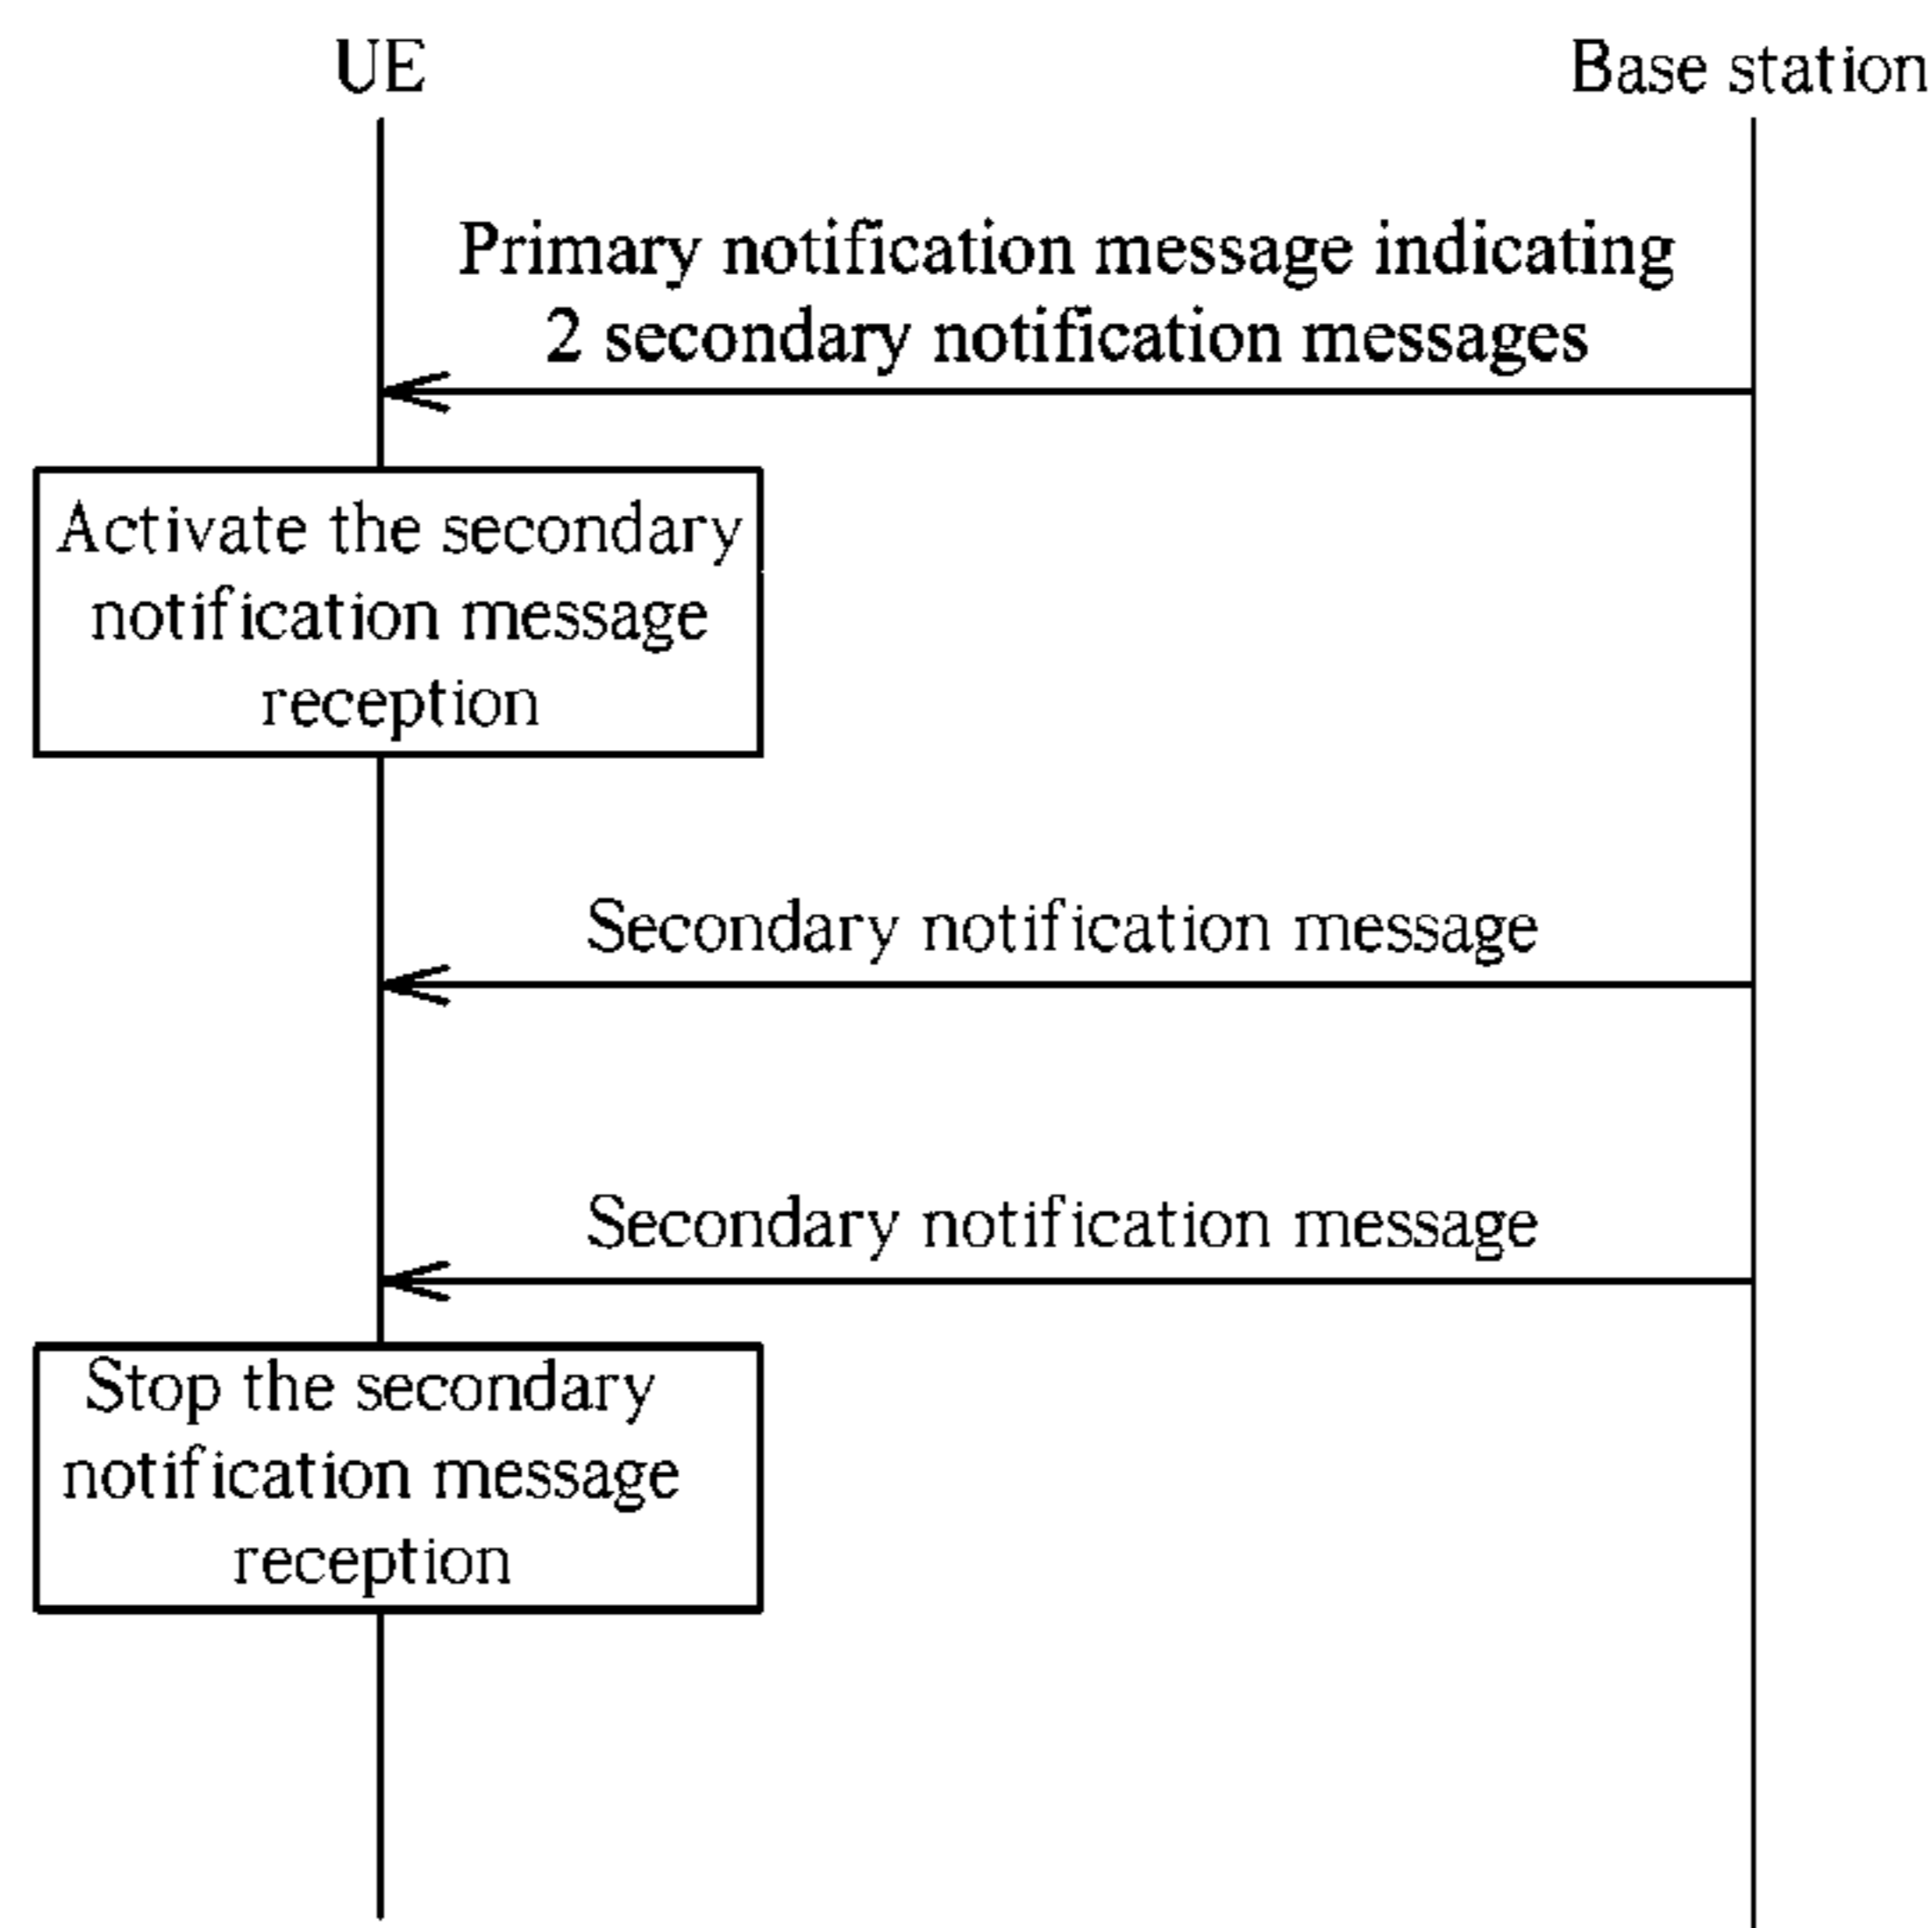 UE
Base station
Primary notification message indicating
2 secondary notification messages
Activate the secondary
notification message
reception
Secondary notification message
Secondary notification message
Stop the secondary
notification message
reception